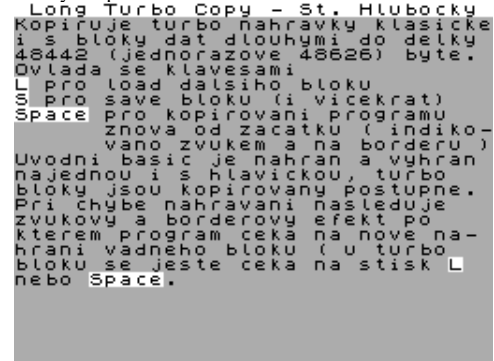 Long Turbo Copy - St. Hlubocky
Kopiruje turbo nahravky klasicke
i s bloky dat dlouhymi do delky
48442 (jednorazove 48626) byte.
Ovlada se klavesami
L pro load dalsiho bloku
S pro save bloku (i vicekrat)
Space pro kopirovani programu
znova od zacatku ( indiko-
vano zvukem a na borderu )
Uvodni basic je nahran a vyhran
najednou i s hlavickou, turbo
bloky jsou kopirovany postupne.
Pri chybe nahravani nasleduje
zvukovy a borderovy efekt po
kterem program ceka na nove na-
hrani vadneho bloku ( u turbo
bloku se jeste ceka na stisk L
nebo Space.